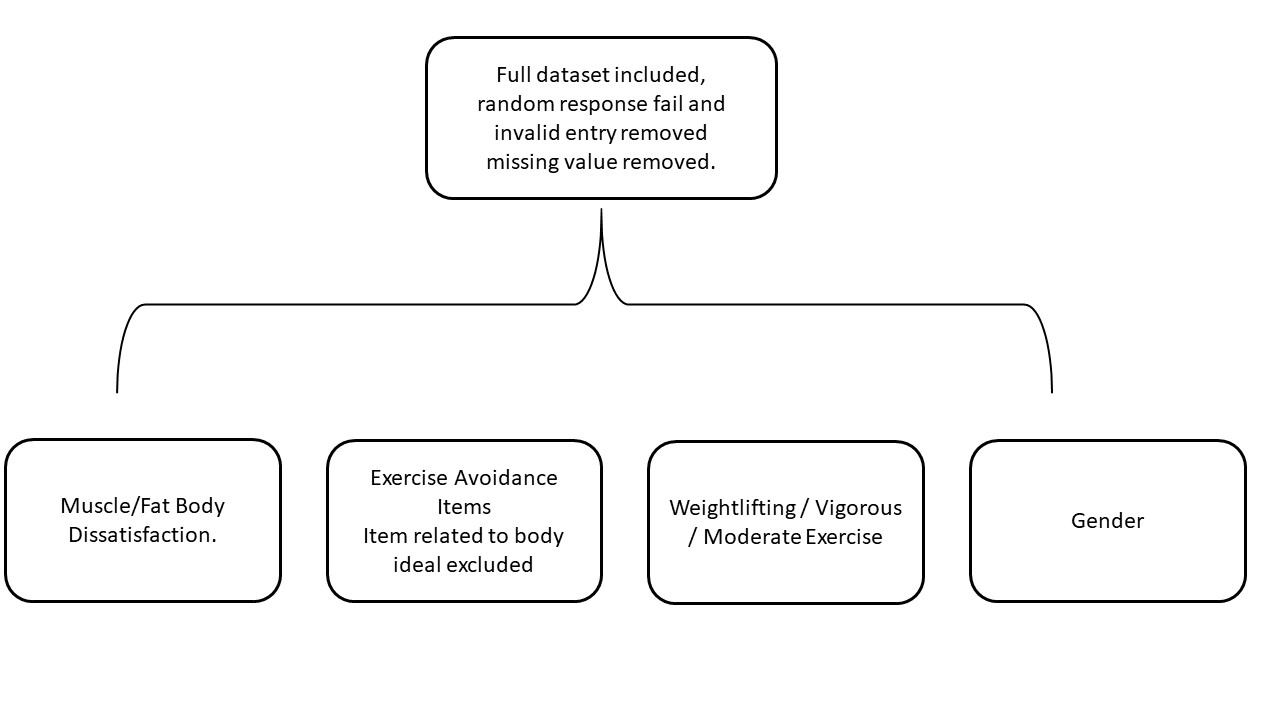 Full dataset included,
random response fail and
invalid entry removed
missing value removed.
Muscle/Fat Body
Dissatisfaction.
Exercise Avoidance
Items
Item related to body
ideal excluded
Weightlifting / Vigorous
/ Moderate Exercise
Gender